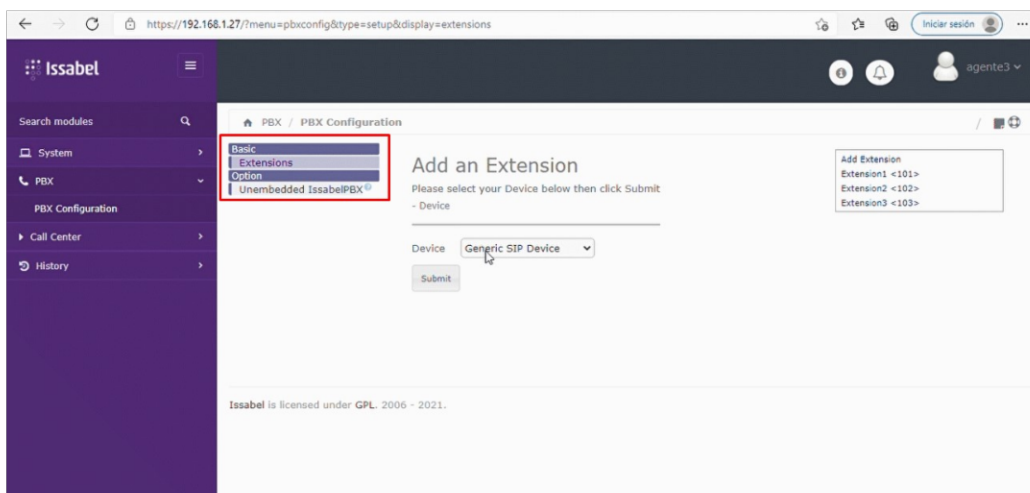 https://192.168.1.27/?menu=pbxconfig&type=setup&display=extensions
Iniciar sesión
Issabel
agente3
Search modules
System
PBX
PBX Configuration
Call Center
History
PBX / PBX Configuration
/
Basic
Extensions
Option
Unembedded IssabelPBX
Add an Extension
Please select your Device below then click Submit
- Device
Device
Generic SIP Device
Submit
Add Extension
Extension1 <101>
Extension2 <102>
Extension3 <103>
Issabel is licensed under GPL. 2006 - 2021.